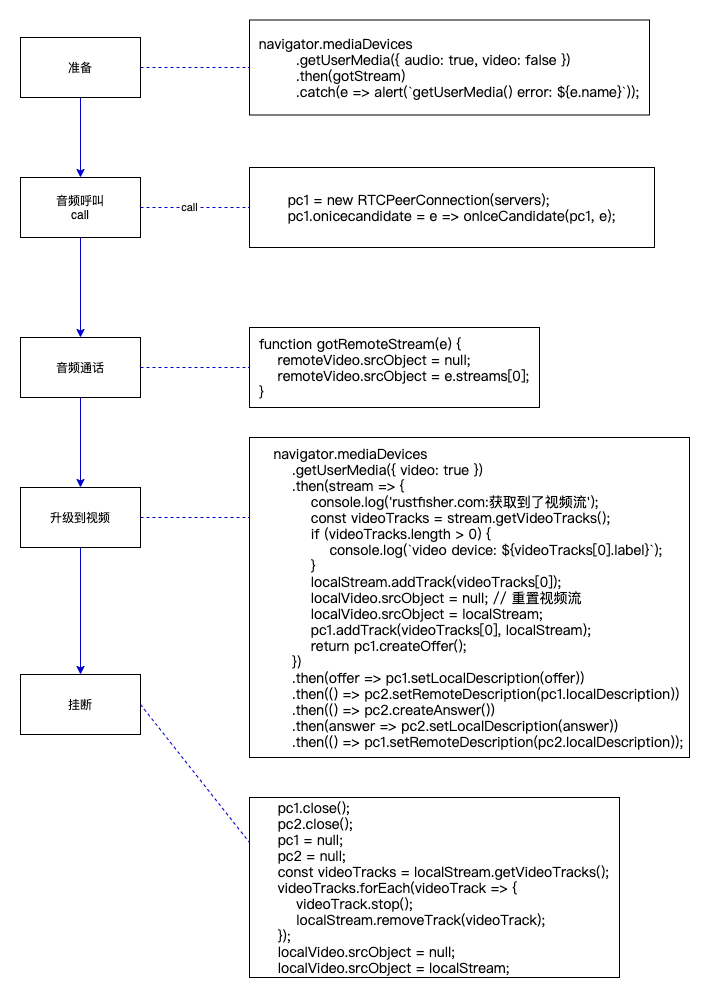 准备
navigator.mediaDevices
.getUserMedia({ audio: true, video: false })
.then(gotStream)
.catch(e => alert(`getUserMedia() error: ${e.name}`));
音频呼叫
call
call
pc1 = new RTCPeerConnection(servers);
pc1.onicecandidate = e => onIceCandidate(pc1, e);
音频通话
function gotRemoteStream(e) {
remoteVideo.srcObject = null;
remoteVideo.srcObject = e.streams[0];
}
升级到视频
navigator.mediaDevices
.getUserMedia({ video: true })
.then(stream => {
console.log('rustfisher.com:获取到了视频流');
const videoTracks = stream.getVideoTracks();
if (videoTracks.length > 0) {
console.log(`video device: ${videoTracks[0].label}`);
}
localStream.addTrack(videoTracks[0]);
localVideo.srcObject = null; // 重置视频流
localVideo.srcObject = localStream;
pc1.addTrack(videoTracks[0], localStream);
return pc1.createOffer();
})
.then(offer => pc1.setLocalDescription(offer))
.then(() => pc2.setRemoteDescription(pc1.localDescription))
.then(() => pc2.createAnswer())
.then(answer => pc2.setLocalDescription(answer))
.then(() => pc1.setRemoteDescription(pc2.localDescription));
挂断
pc1.close();
pc2.close();
pc1 = null;
pc2 = null;
const videoTracks = localStream.getVideoTracks();
videoTracks.forEach(videoTrack => {
videoTrack.stop();
localStream.removeTrack(videoTrack);
});
localVideo.srcObject = null;
localVideo.srcObject = localStream;